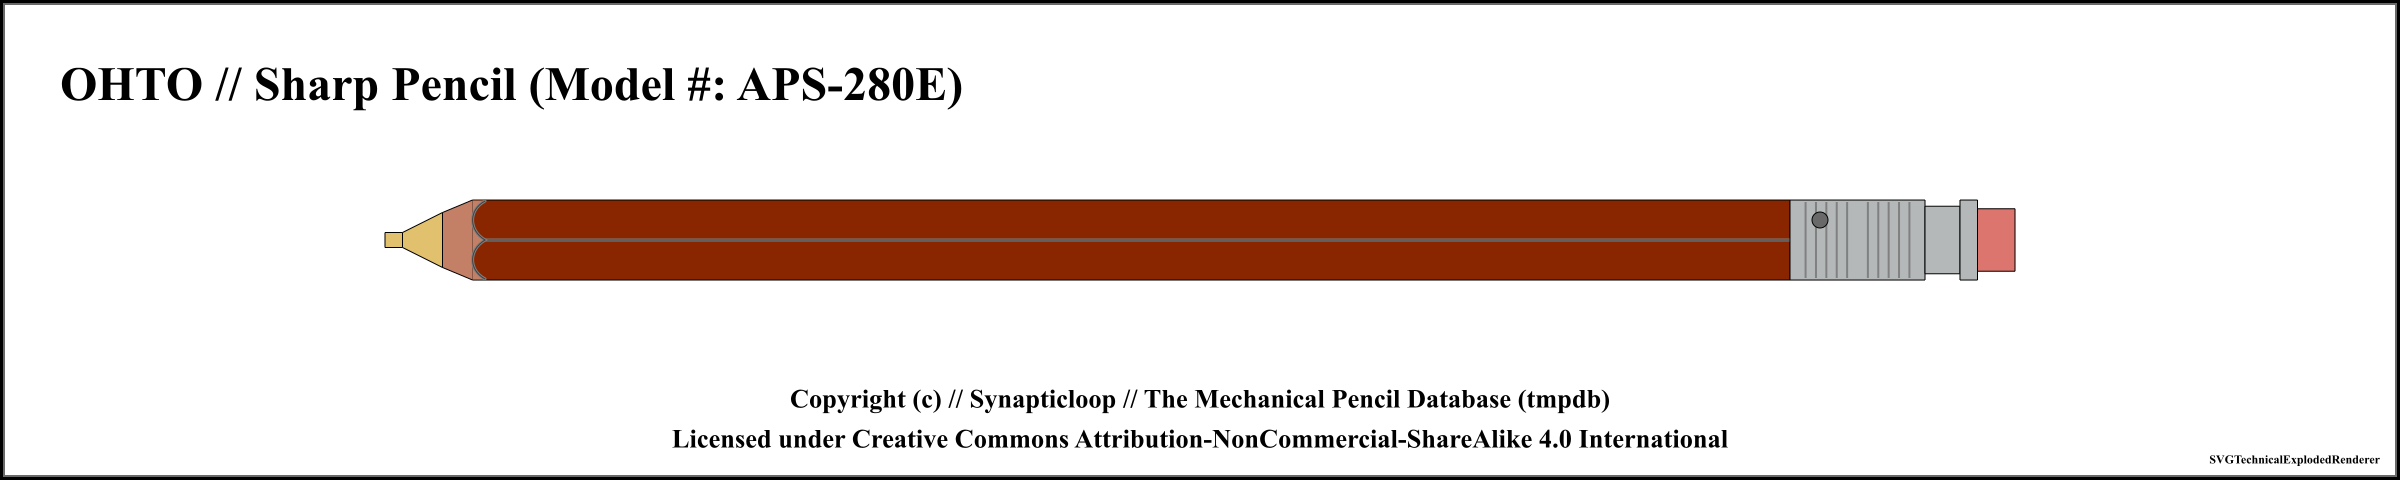 OHTO // Sharp Pencil (Model #: APS-280E)
Copyright (c) // Synapticloop // The Mechanical Pencil Database (tmpdb)
Licensed under Creative Commons Attribution-NonCommercial-ShareAlike 4.0 International
SVGTechnicalExplodedRenderer